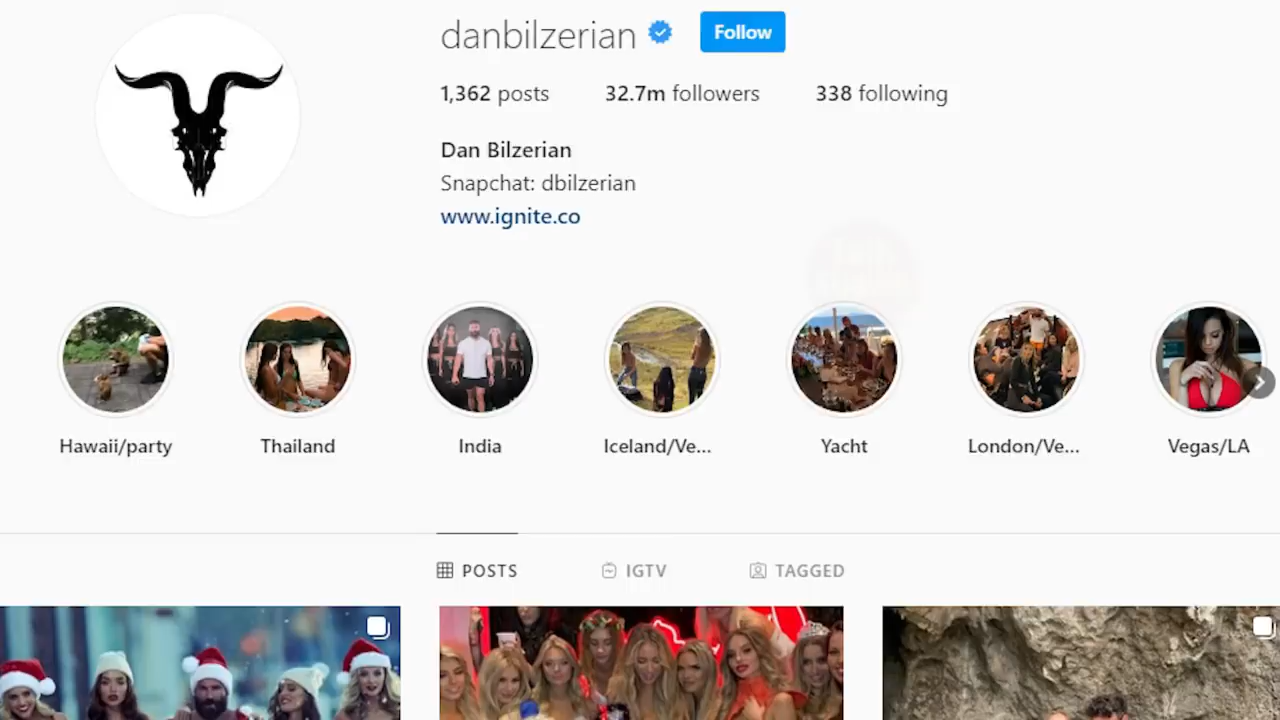 danbilzerian
Follow
1,362 posts
32.7m followers
338 following
Dan Bilzerian
Snapchat: dbilzerian
www.ignite.co
Hawaii/party
Thailand
India
Iceland/Ve...
Yacht
London/Ve...
Vegas/LA
POSTS
IGTV
TAGGED